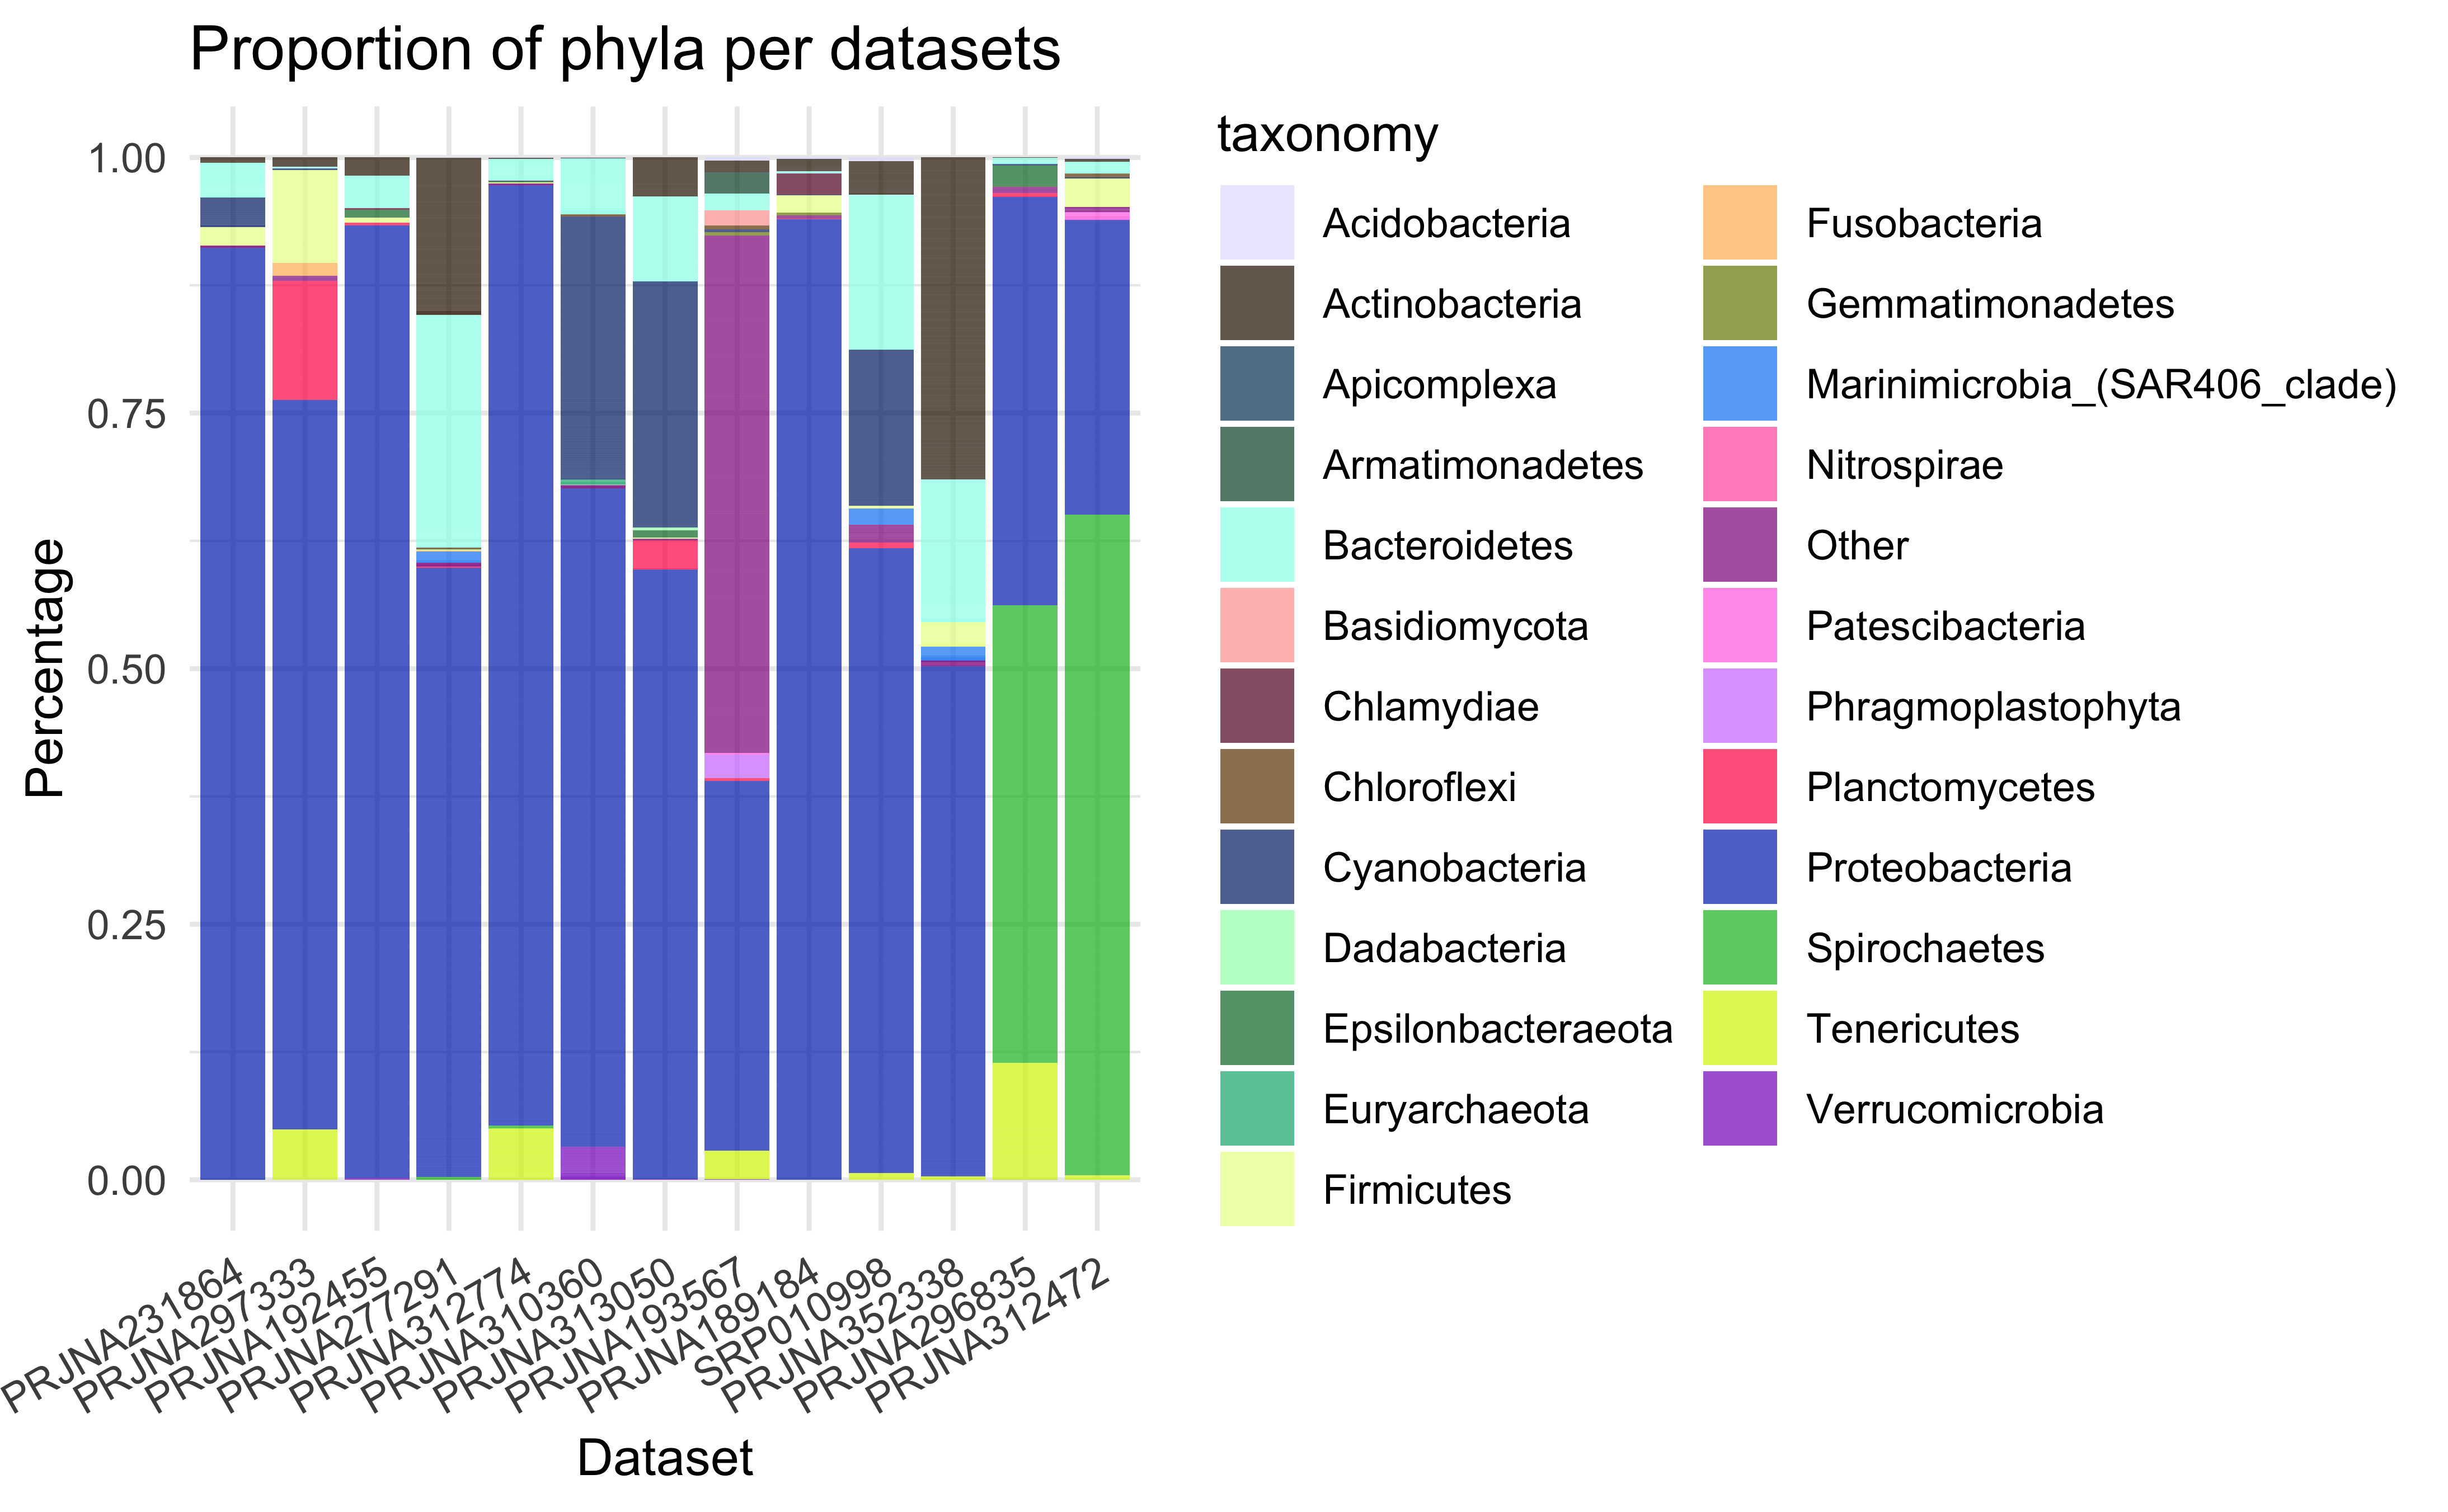 Proportion of phyla per datasets
Percentage
1.00
0.75
0.50
0.25
0.00
PRJNA231864
PRJNA297333
PRJNA192455
PRJNA277291
PRJNA312774
PRJNA310360
PRJNA313050
PRJNA193567
PRJNA189184
SRP010998
PRJNA352338
PRJNA296835
PRJNA312472
Dataset
taxonomy
Acidobacteria
Actinobacteria
Apicomplexa
Armatimonadetes
Bacteroidetes
Basidiomycota
Chlamydiae
Chloroflexi
Cyanobacteria
Dadabacteria
Epsilonbacteraeota
Euryarchaeota
Firmicutes
Fusobacteria
Gemmatimonadetes
Marinimicrobia_(SAR406_clade)
Nitrospirae
Other
Patescibacteria
Phragmoplastophyta
Planctomycetes
Proteobacteria
Spirochaetes
Tenericutes
Verrucomicrobia